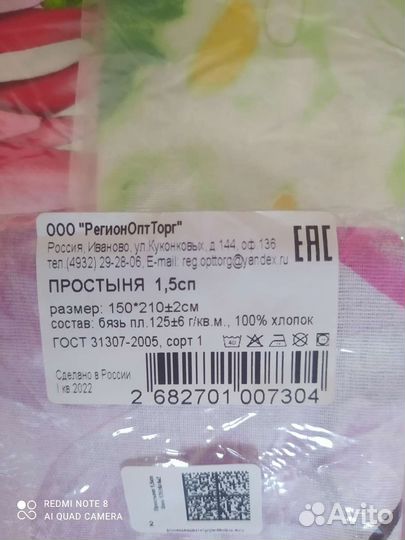 ООО "РегионОптТорг"
Россия, Иваново, ул.Куконковых, д.144, оф.136
тел.(4932) 29-28-06, E-mail: reg.opttorg@yandex.ru
EAC
ПРОСТЫНЯ 1,5сп
размер: 150*210±2см
состав: бязь пл.125±6 г/кв.м., 100% хлопок
ГОСТ 31307-2005, сорт 1
40
Сделано в России
I кв.2022
2 682701 007304
REDMI NOTE 8
AI QUAD CAMERA
Avito